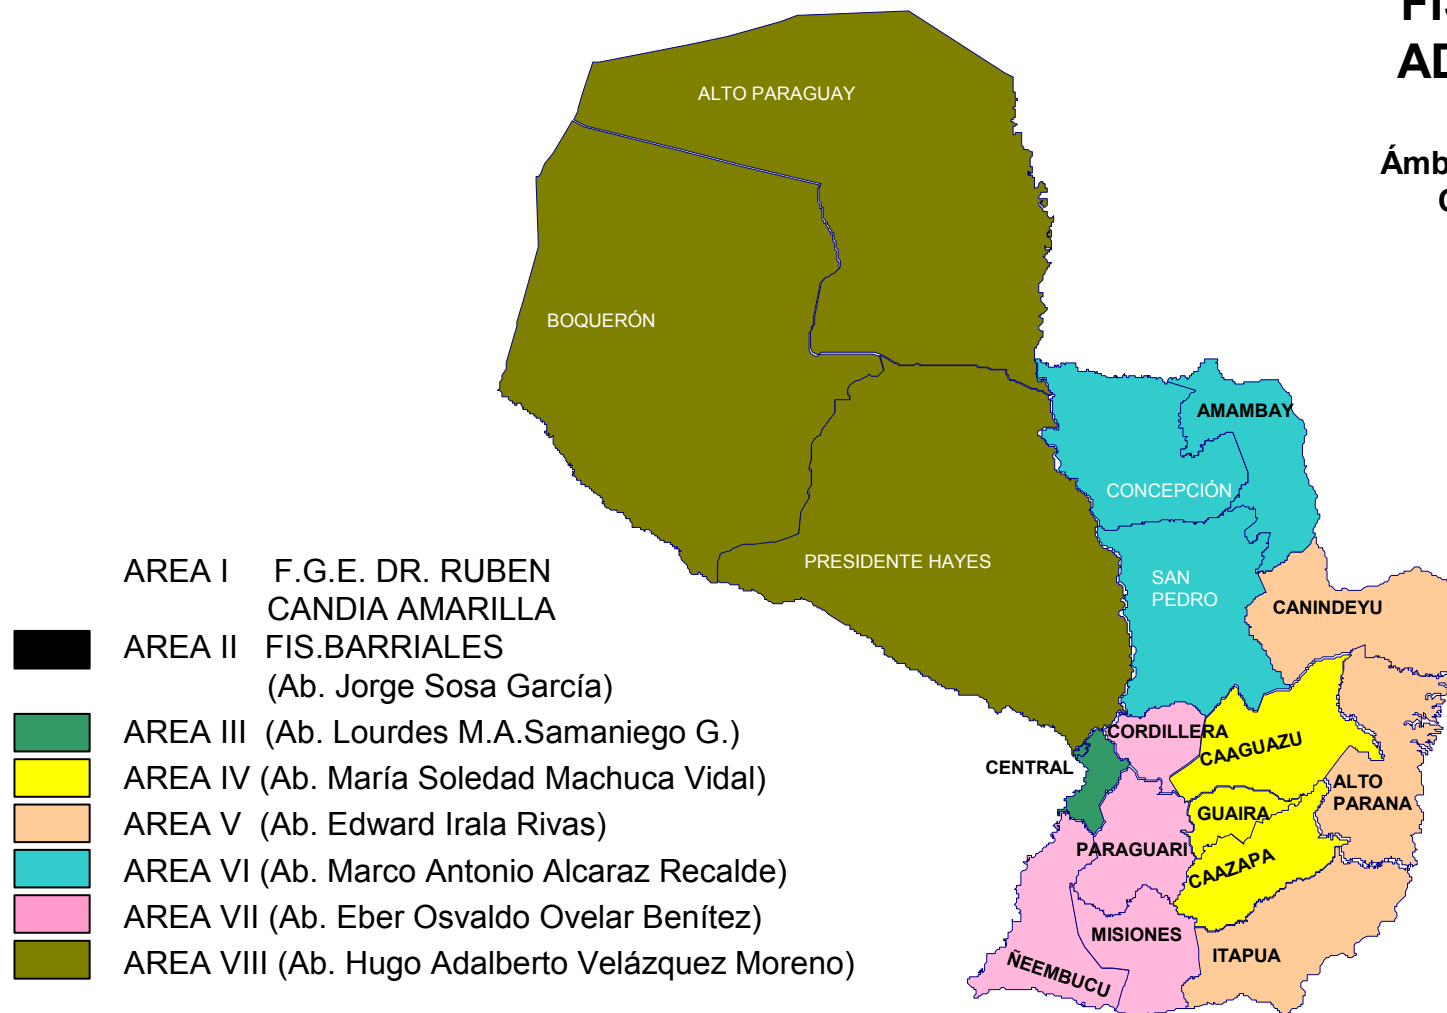 FIS
AD
Ámb
C
ALTO PARAGUAY
BOQUERÓN
AMAMBAY
CONCEPCIÓN
PRESIDENTE HAYES
SAN
PEDRO
CANINDEYU
CORDILLERA
CAAGUAZU
CENTRAL
ALTO
PARANA
GUAIRA
PARAGUARI
CAAZAPA
MISIONES
ITAPUA
ÑEEMBUCU
AREA I F.G.E. DR. RUBEN
CANDIA AMARILLA
AREA II FIS.BARRIALES
(Ab. Jorge Sosa García)
AREA III (Ab. Lourdes M.A.Samaniego G.)
AREA IV (Ab. María Soledad Machuca Vidal)
AREA V (Ab. Edward Irala Rivas)
AREA VI (Ab. Marco Antonio Alcaraz Recalde)
AREA VII (Ab. Eber Osvaldo Ovelar Benítez)
AREA VIII (Ab. Hugo Adalberto Velázquez Moreno)